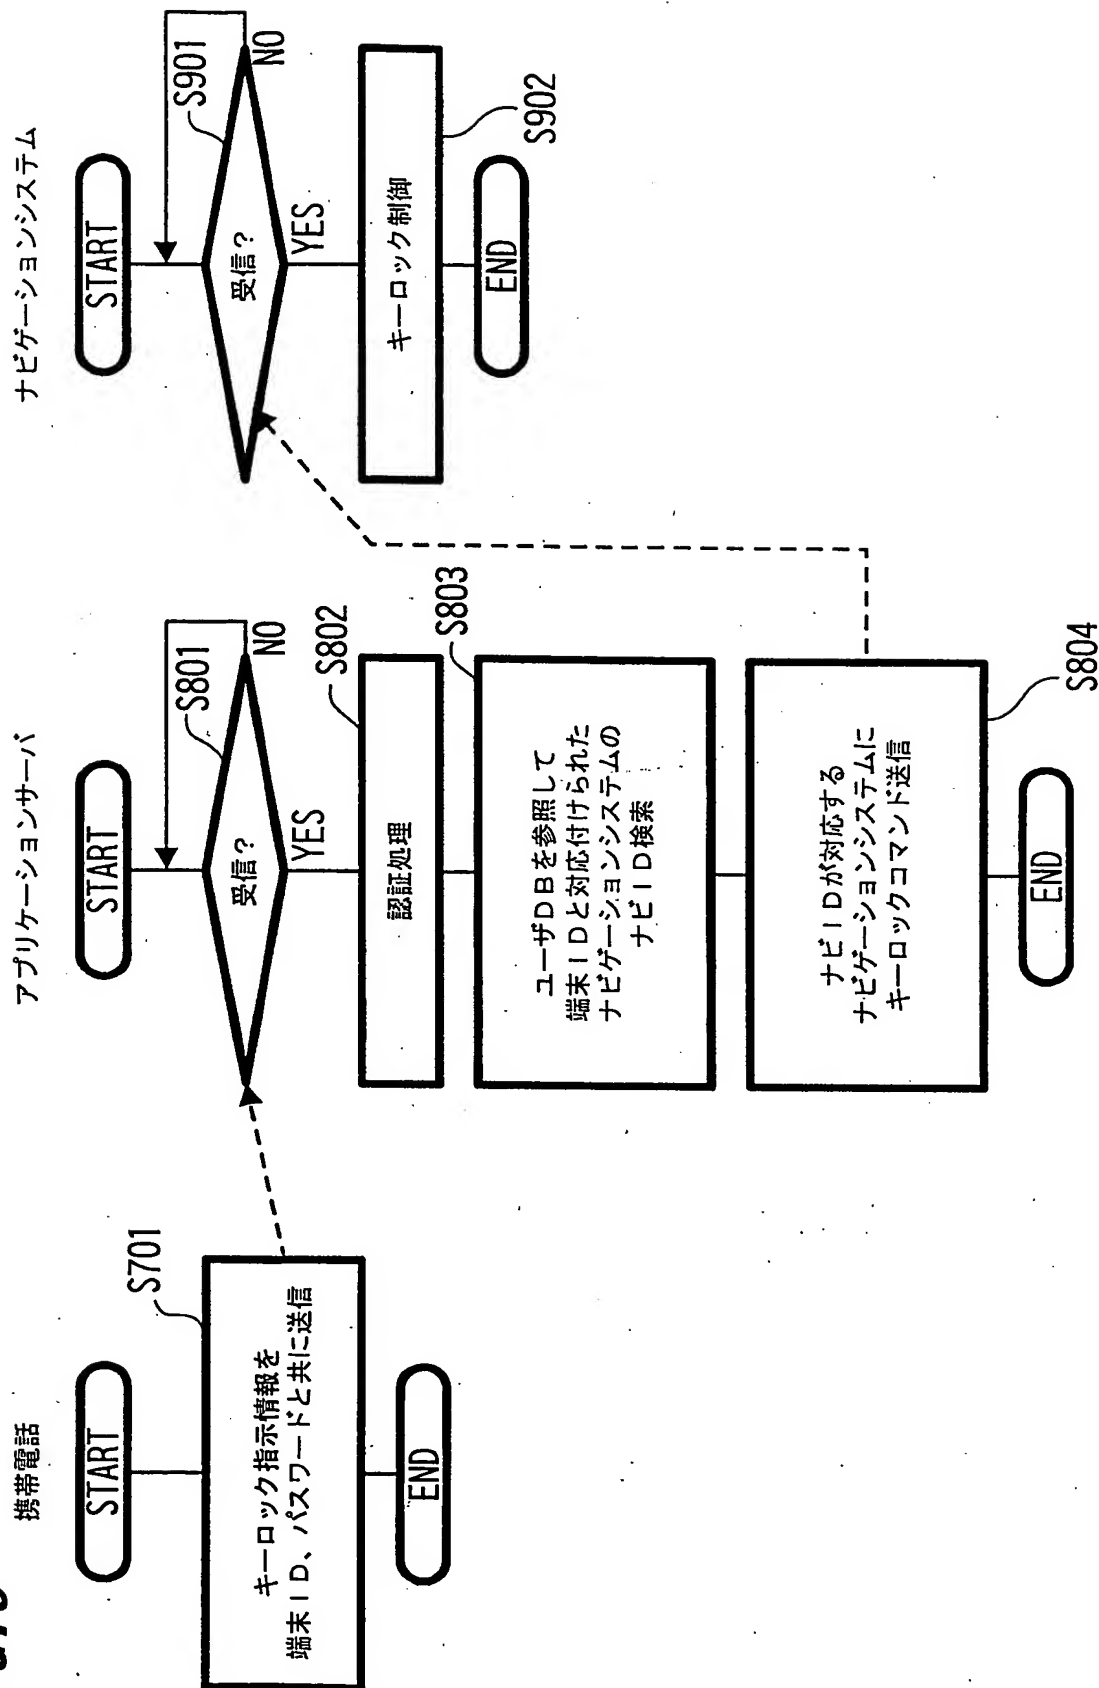 携帯電話
START
S701
キーロック指示情報を
端末ID、パスワードと共に送信
END
アプリケーションサーバ
START
S801
受信?
NO
YES
S802
認証処理
S803
ユーザDBを参照して
端末IDと対応付けられた
ナビゲーションシステムの
ナビID検索
ナビIDが対応する
ナビゲーションシステムに
キーロックコマンド送信
S804
END
ナビゲーションシステム
START
S901
受信?
NO
YES
キーロック制御
S902
END